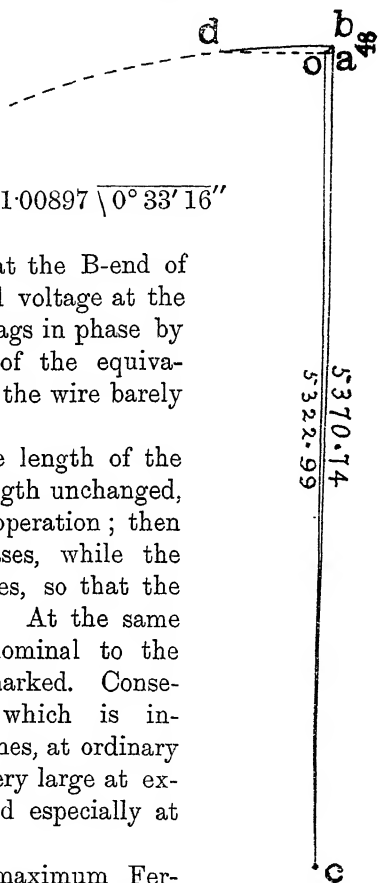 d
b
o a 48
1·00897 \0° 33′ 16″
at the B-end of
voltage at the
ags in phase by
of the equiva-
the wire barely
5370.74
5322.99
length of the
gth unchanged,
operation; then
ses, while the
es, so that the
At the same
nominal to the
arked. Conse-
which is in-
nes, at ordinary
ery large at ex-
d especially at
c
maximum Fer-